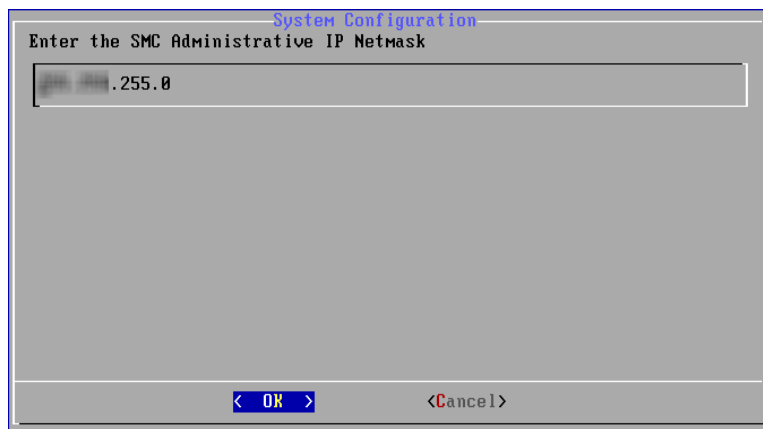 System Configuration
Enter the SMC Administrative IP Netmask
.255.0
< OK > <Cancel>